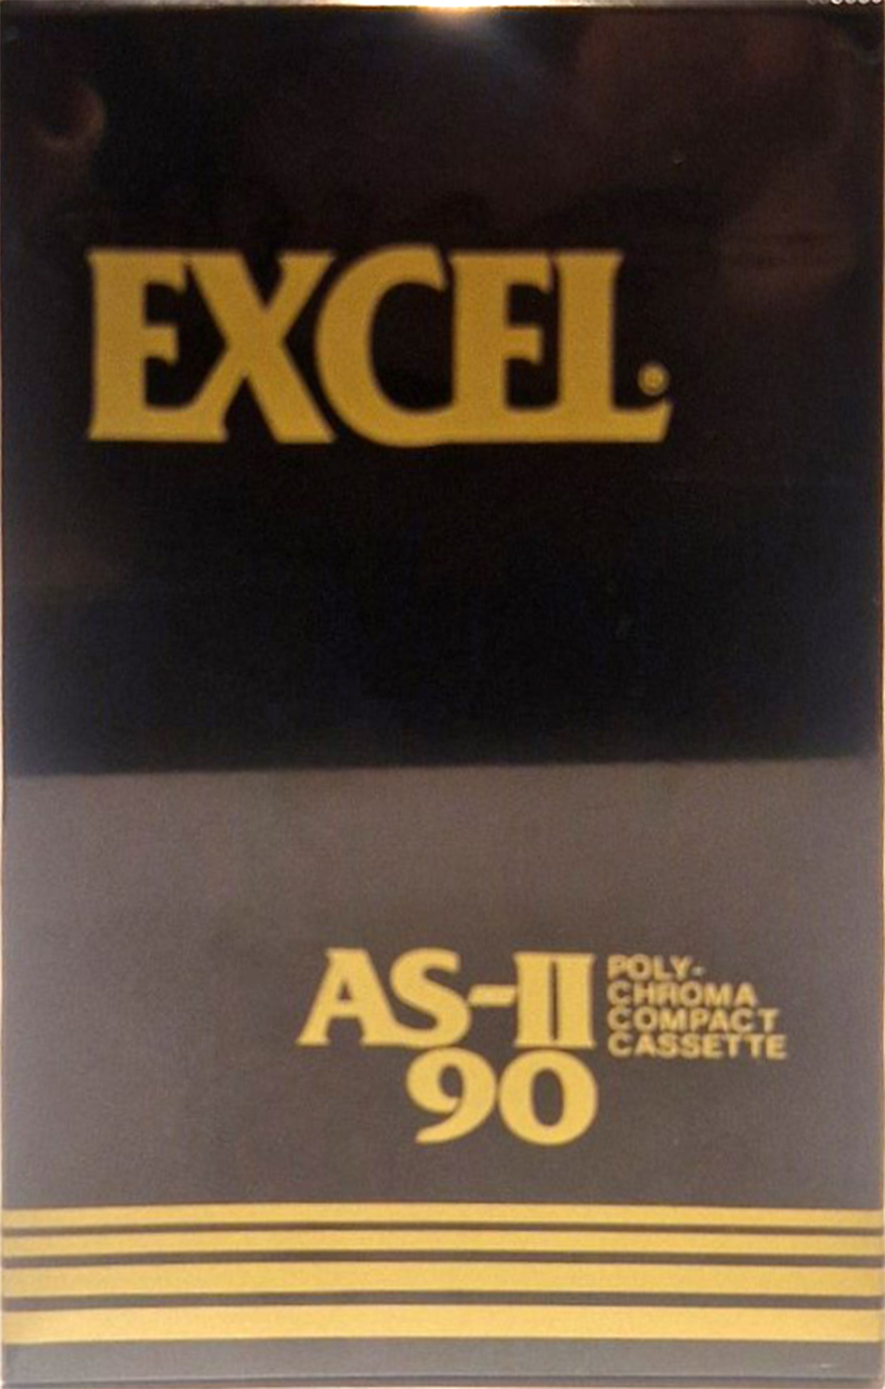 EXCEL®
AS-II
90
POLY-
CHROMA
COMPACT
CASSETTE